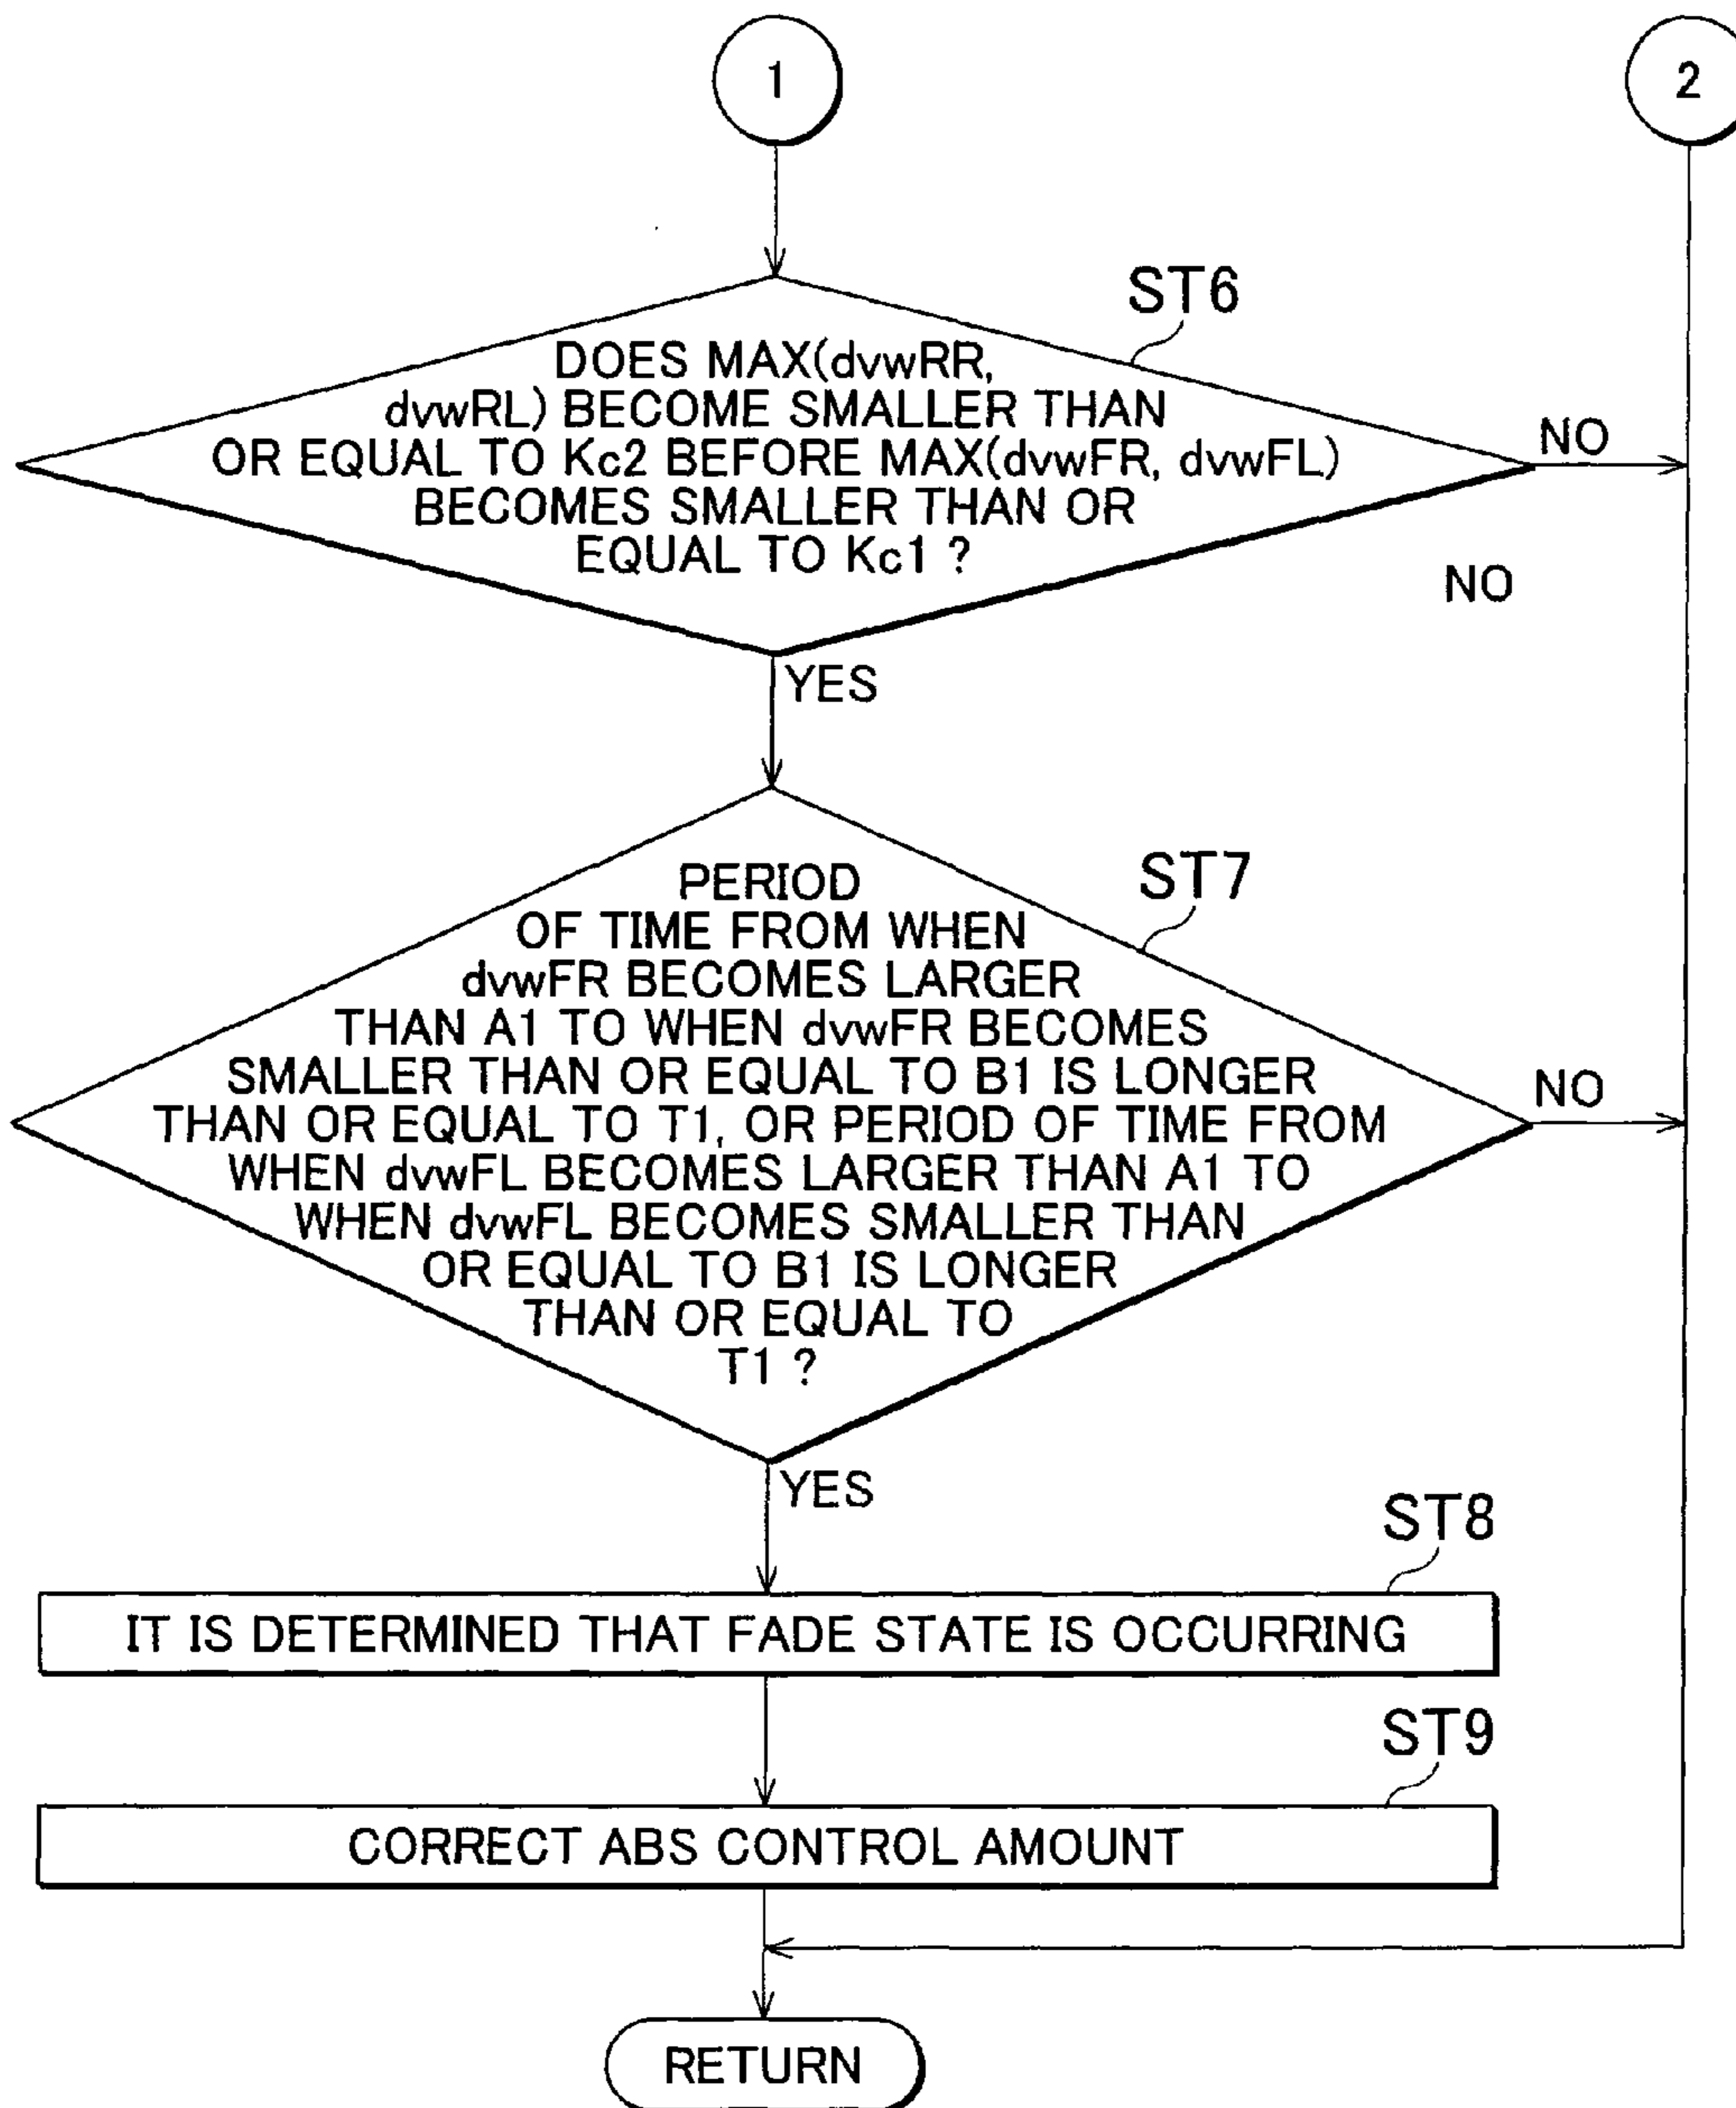 1
2
ST6
DOES MAX(dvwRR,
dvwRL) BECOME SMALLER THAN
OR EQUAL TO Kc2 BEFORE MAX(dvwFR, dvwFL)
BECOMES SMALLER THAN OR
EQUAL TO Kc1 ?
NO
NO
YES
ST7
PERIOD
OF TIME FROM WHEN
dvwFR BECOMES LARGER
THAN A1 TO WHEN dvwFR BECOMES
SMALLER THAN OR EQUAL TO B1 IS LONGER
THAN OR EQUAL TO T1, OR PERIOD OF TIME FROM
WHEN dvwFL BECOMES LARGER THAN A1 TO
WHEN dvwFL BECOMES SMALLER THAN
OR EQUAL TO B1 IS LONGER
THAN OR EQUAL TO
T1 ?
NO
YES
ST8
IT IS DETERMINED THAT FADE STATE IS OCCURRING
ST9
CORRECT ABS CONTROL AMOUNT
RETURN